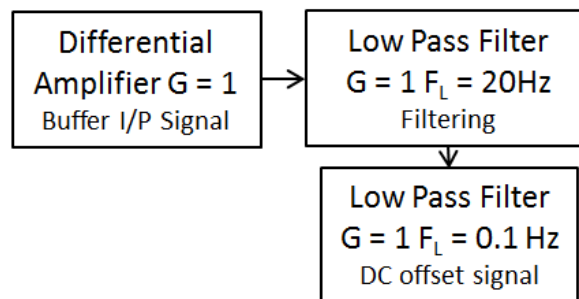 Differential
Amplifier G = 1
Buffer I/P Signal
Low Pass Filter
G = 1 F_L = 20Hz
Filtering
Low Pass Filter
G = 1 F_L = 0.1 Hz
DC offset signal